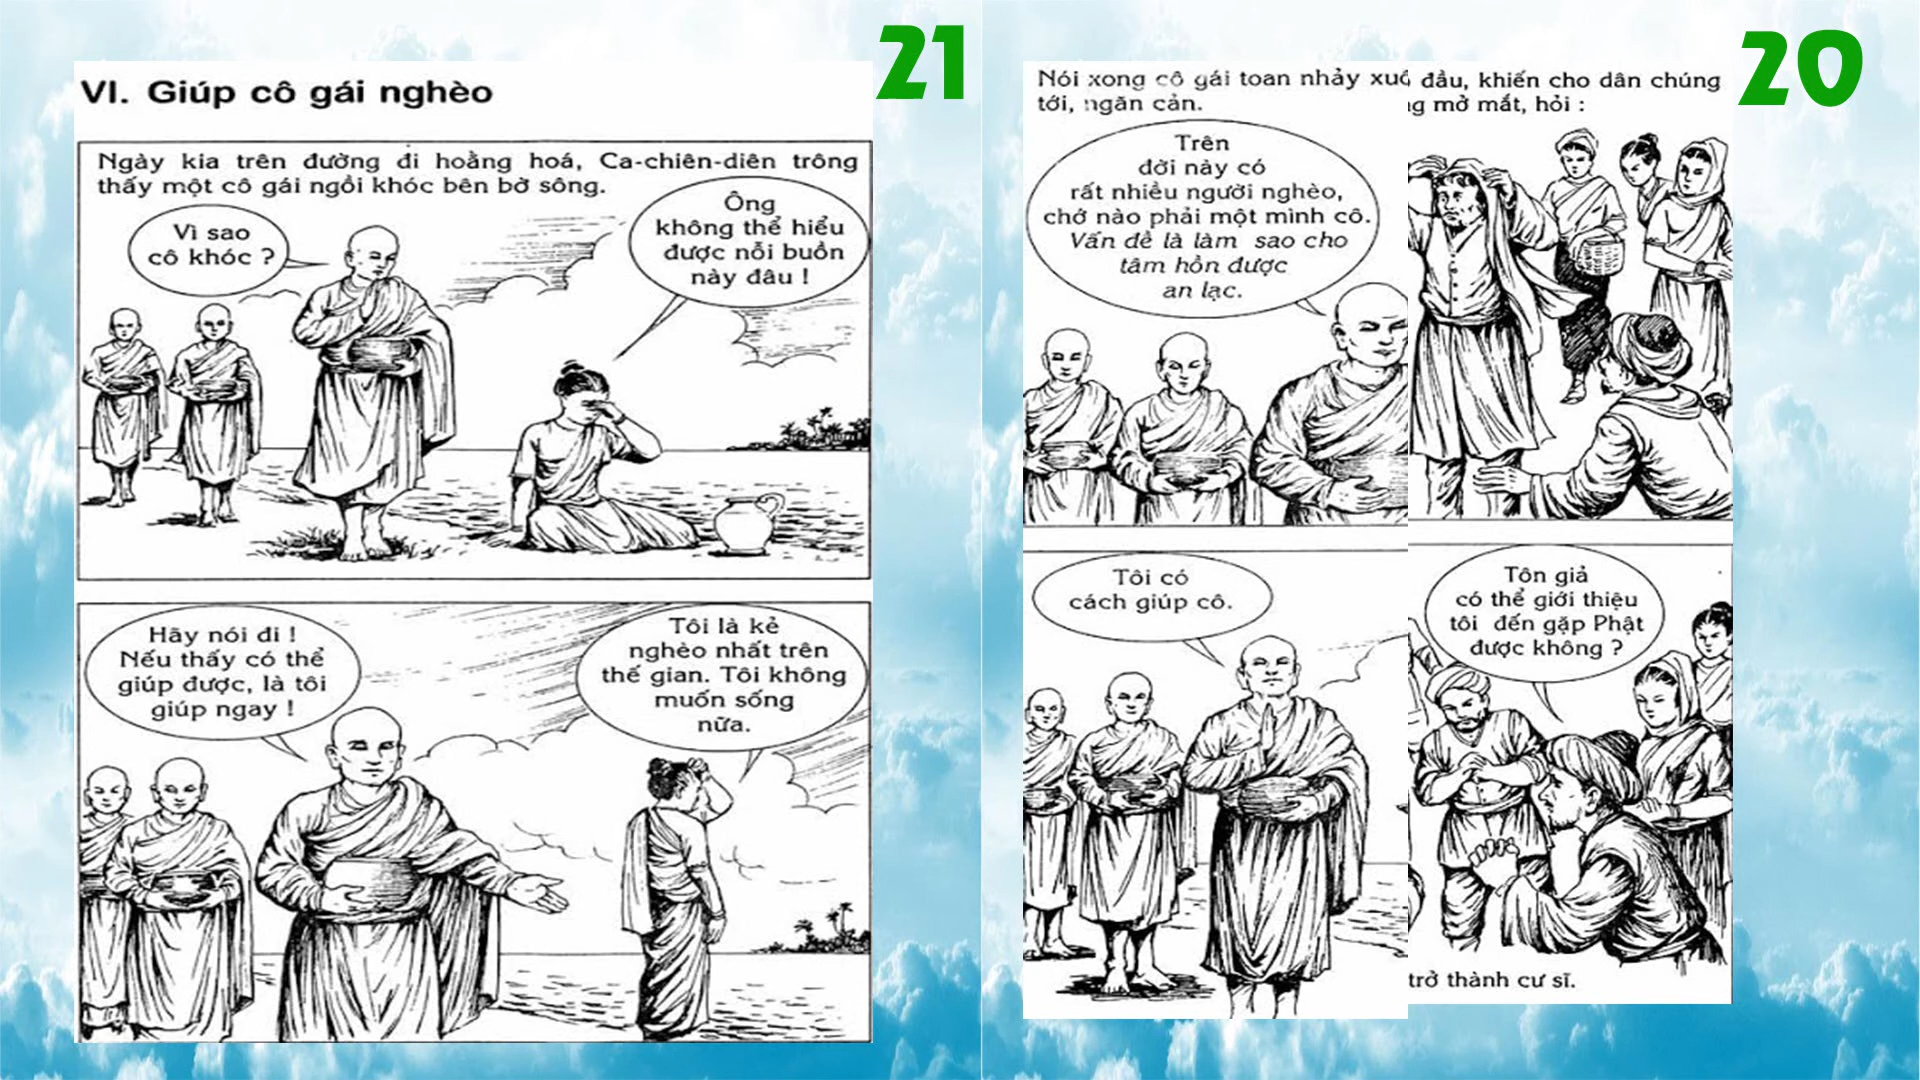 21
VI. Giúp cô gái nghèo
Ngày kia trên đường đi hoằng hoá, Ca-chiên-diên trông
thấy một cô gái ngồi khóc bên bờ sông.
Vì sao
cô khóc ?
Ông
không thể hiểu
được nỗi buồn
này đâu !
Hãy nói đi !
Nếu thấy có thể
giúp được, là tôi
giúp ngay !
Tôi là kẻ
nghèo nhất trên
thế gian. Tôi không
muốn sống
nữa.
20
Nói xong cô gái toan nhảy
tới, ngăn cản.
Trên
đời này có
rất nhiều người nghèo,
chớ nào phải một mình cô.
Vấn đề là làm sao cho
tâm hồn được
an lạc.
Tôi có
cách giúp cô.
đầu, khiến cho dân chúng
mở mắt, hỏi :
Tôn giả
có thể giới thiệu
tôi đến gặp Phật
được không ?
trở thành cư sĩ.